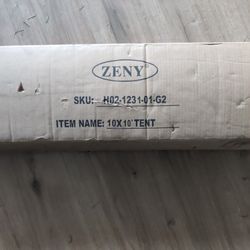 ZENY
SKU: H02-1231-01-G2
ITEM NAME: 10X10' TENT